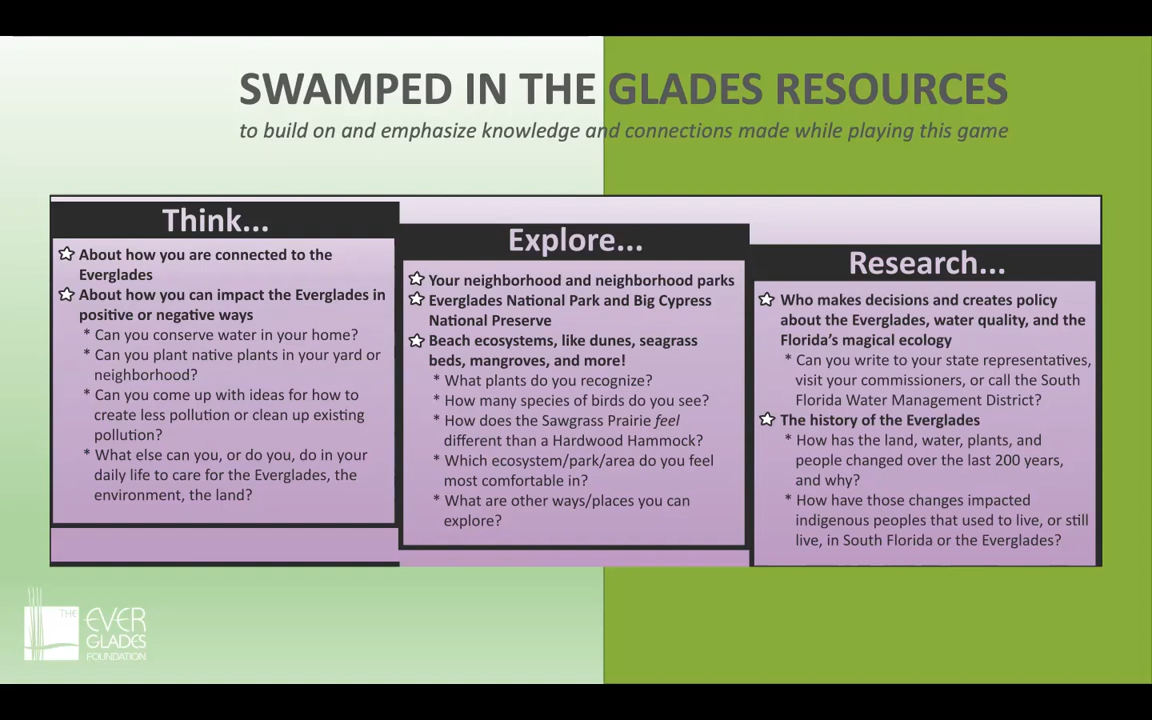 SWAMPED IN THE GLADES RESOURCES
to build on and emphasize knowledge and connections made while playing this game
Think...
About how you are connected to the
Everglades
About how you can impact the Everglades in
positive or negative ways
* Can you conserve water in your home?
* Can you plant native plants in your yard or
neighborhood?
* Can you come up with ideas for how to
create less pollution or clean up existing
pollution?
* What else can you, or do you, do in your
daily life to care for the Everglades, the
environment, the land?
Explore...
Your neighborhood and neighborhood parks
Everglades National Park and Big Cypress
National Preserve
Beach ecosystems, like dunes, seagrass
beds, mangroves, and more!
* What plants do you recognize?
* How many species of birds do you see?
* How does the Sawgrass Prairie feel
different than a Hardwood Hammock?
* Which ecosystem/park/area do you feel
most comfortable in?
* What are other ways/places you can
explore?
Research...
Who makes decisions and creates policy
about the Everglades, water quality, and the
Florida's magical ecology
* Can you write to your state representatives,
visit your commissioners, or call the South
Florida Water Management District?
The history of the Everglades
* How has the land, water, plants, and
people changed over the last 200 years,
and why?
* How have those changes impacted
indigenous peoples that used to live, or still
live, in South Florida or the Everglades?
THE
EVER
GLADES
FOUNDATION